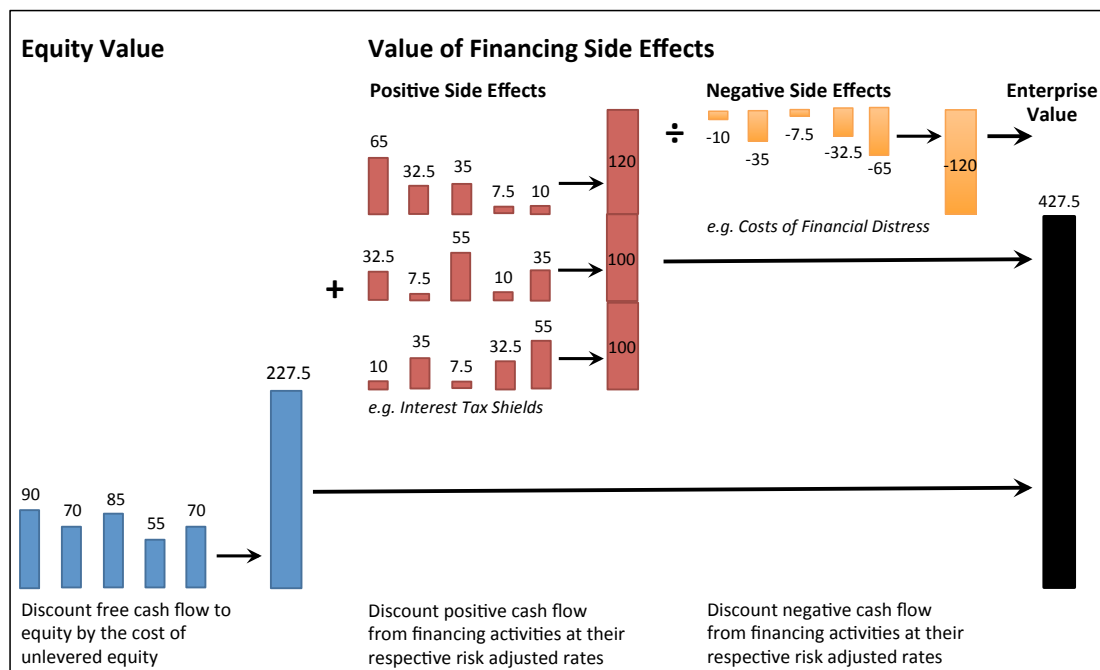 Equity Value
Value of Financing Side Effects
Positive Side Effects
Negative Side Effects
Enterprise
Value
65
32.5
35
7.5
10
120
÷
-10
-35
-7.5
-32.5
-65
-120
e.g. Costs of Financial Distress
427.5
+
32.5
7.5
55
10
35
100
10
35
7.5
32.5
55
100
e.g. Interest Tax Shields
227.5
90
70
85
55
70
Discount free cash flow to
equity by the cost of
unlevered equity
Discount positive cash flow
from financing activities at their
respective risk adjusted rates
Discount negative cash flow
from financing activities at their
respective risk adjusted rates